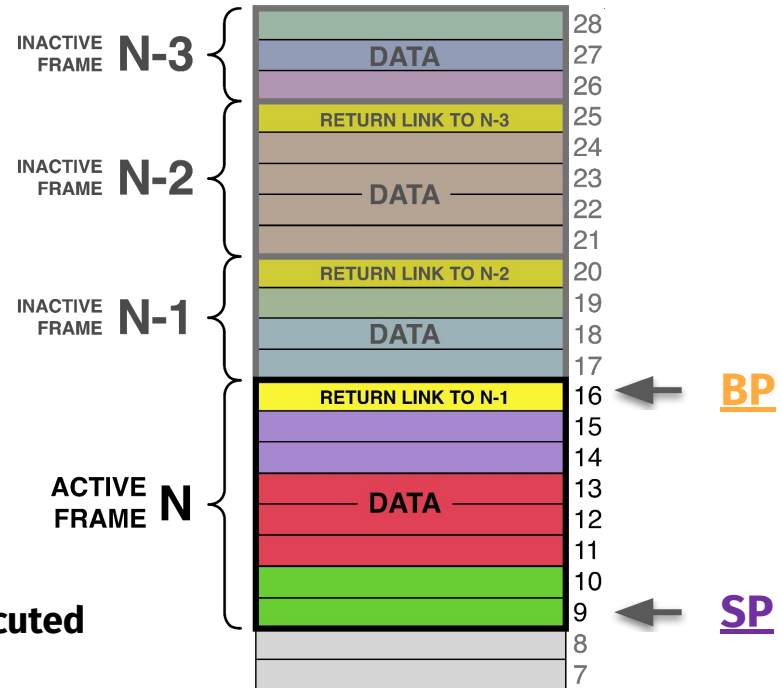 28
INACTIVE
FRAME N-3
DATA
27
26
RETURN LINK TO N-3
25
24
INACTIVE
FRAME N-2
DATA
23
22
21
RETURN LINK TO N-2
20
19
INACTIVE
FRAME N-1
DATA
18
17
RETURN LINK TO N-1
16
BP
15
14
ACTIVE
FRAME N
DATA
13
12
11
10
9
SP
cuted
8
7